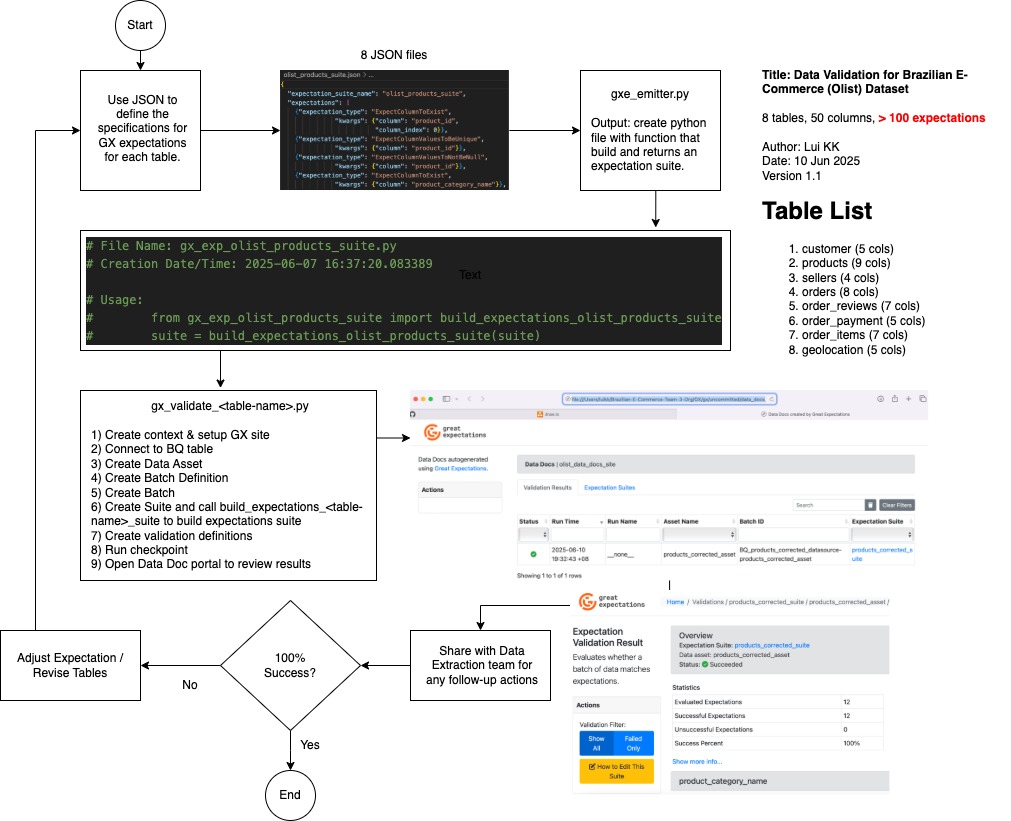 Start
8 JSON files
Use JSON to
define the
specifications for
GX expectations
for each table.
olist_products_suite.json > ...
{
"expectation_suite_name": "olist_products_suite",
"expectations": [
{"expectation_type": "ExpectColumnToExist",
"kwargs": {"column": "product_id",
"column_index": 0}},
{"expectation_type": "ExpectColumnValuesToBeUnique",
"kwargs": {"column": "product_id"}},
{"expectation_type": "ExpectColumnValuesToNotBeNull",
"kwargs": {"column": "product_id"}},
{"expectation_type": "ExpectColumnToExist",
"kwargs": {"column": "product_category_name"}},
gxe_emitter.py
Output: create python
file with function that
build and returns an
expectation suite.
Title: Data Validation for Brazilian E-
Commerce (Olist) Dataset
8 tables, 50 columns, > 100 expectations
Author: Lui KK
Date: 10 Jun 2025
Version 1.1
Table List
1. customer (5 cols)
2. products (9 cols)
3. sellers (4 cols)
4. orders (8 cols)
5. order_reviews (7 cols)
6. order_payment (5 cols)
7. order_items (7 cols)
8. geolocation (5 cols)
# File Name: gx_exp_olist_products_suite.py
# Creation Date/Time: 2025-06-07 16:37:20.083389
Text
# Usage:
# from gx_exp_olist_products_suite import build_expectations_olist_products_suite
# suite = build_expectations_olist_products_suite(suite)
gx_validate_<table-name>.py
1) Create context & setup GX site
2) Connect to BQ table
3) Create Data Asset
4) Create Batch Definition
5) Create Batch
6) Create Suite and call build_expectations_<table-
name>_suite to build expectations suite
7) Create validation definitions
8) Run checkpoint
9) Open Data Doc portal to review results
draw.io
Data Docs created by Great Expectations
great
expectations
Data Docs autogenerated
using Great Expectations.
Actions
Data Docs | olist_data_docs_site
Validation Results Expectation Suites
Search Clear Filters
Status Run Time Run Name Asset Name Batch ID Expectation Suite
2025-06-10
19:32:43 +08
__none__
products_corrected_asset
BQ_products_corrected_datasource-
products_corrected_asset
products_corrected_s
uite
Showing 1 to 1 of 1 rows
great
expectations
Home / Validations / products_corrected_suite / products_corrected_asset /
Expectation
Validation Result
Evaluates whether a
batch of data matches
expectations.
Actions
Validation Filter:
Show
All
Failed
Only
How to Edit This
Suite
Overview
Expectation Suite: products_corrected_suite
Data asset: products_corrected_asset
Status: Succeeded
Statistics
Evaluated Expectations 12
Successful Expectations 12
Unsuccessful Expectations 0
Success Percent 100%
Show more info...
product_category_name
Share with Data
Extraction team for
any follow-up actions
100%
Success?
No
Adjust Expectation /
Revise Tables
Yes
End